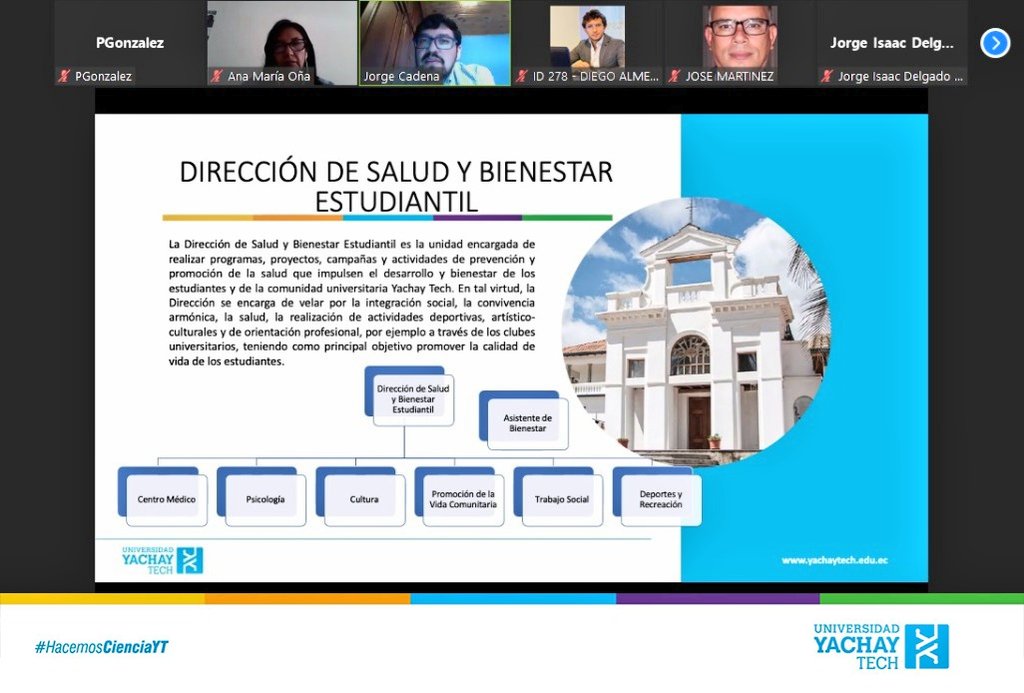 PGonzalez
Jorge Isaac Delg...
PGonzalez
Ana María Oña
Jorge Cadena
ID 278 - DIEGO ALME...
JOSE MARTINEZ
Jorge Isaac Delgado ...
DIRECCIÓN DE SALUD Y BIENESTAR
ESTUDIANTIL
La Dirección de Salud y Bienestar Estudiantil es la unidad encargada de
realizar programas, proyectos, campañas y actividades de prevención y
promoción de la salud que impulsen el desarrollo y bienestar de los
estudiantes y de la comunidad universitaria Yachay Tech. En tal virtud, la
Dirección se encarga de velar por la integración social, la convivencia
armónica, la salud, la realización de actividades deportivas, artístico-
culturales y de orientación profesional, por ejemplo a través de los clubes
universitarios, teniendo como principal objetivo promover la calidad de
vida de los estudiantes.
Dirección de Salud
y Bienestar
Estudiantil
Asistente de
Bienestar
Centro Médico
Psicología
Cultura
Promoción de la
Vida Comunitaria
Trabajo Social
Deportes y
Recreación
UNIVERSIDAD
YACHAY
TECH
www.yachaytech.edu.ec
#HacemosCienciaYT
UNIVERSIDAD
YACHAY
TECH